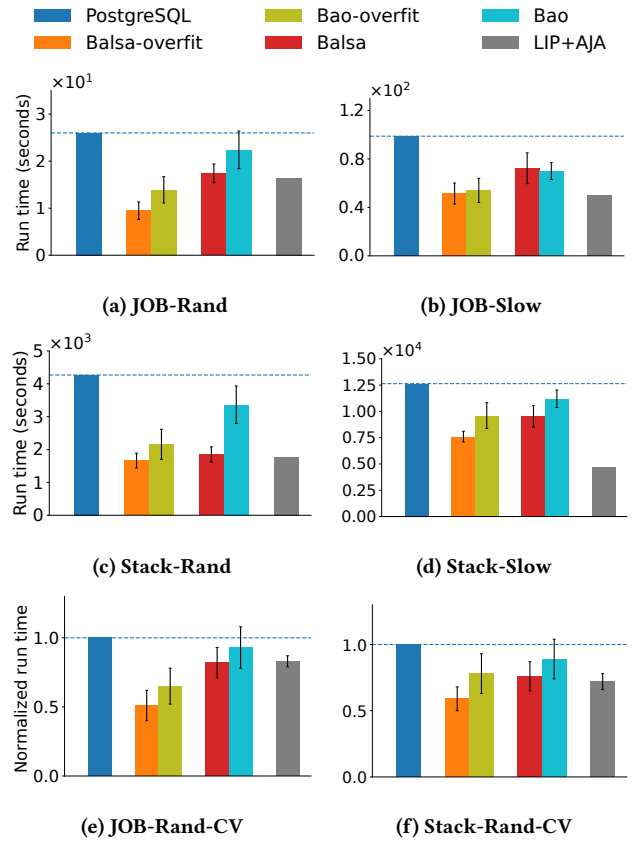 PostgreSQL Bao-overfit Bao
Balsa-overfit Balsa LIP+AJA
×10¹
Run time (seconds)
3
2
1
0
(a) JOB-Rand
×10²
1.2
0.8
0.4
0.0
(b) JOB-Slow
×10³
Run time (seconds)
5
4
3
2
1
0
(c) Stack-Rand
×10⁴
1.50
1.25
1.00
0.75
0.50
0.25
0.00
(d) Stack-Slow
Normalized run time
1.0
0.5
0.0
(e) JOB-Rand-CV
1.0
0.5
0.0
(f) Stack-Rand-CV